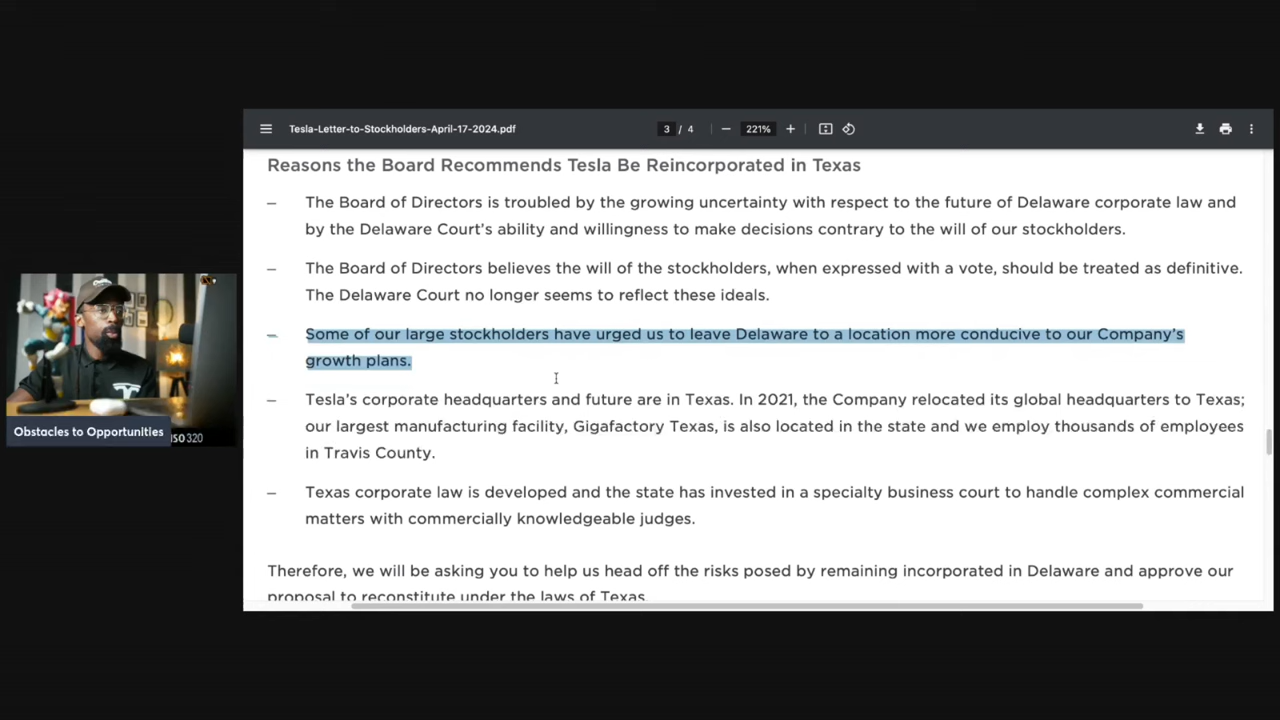 Tesla-Letter-to-Stockholders-April-17-2024.pdf
3 / 4
221%
Reasons the Board Recommends Tesla Be Reincorporated in Texas
– The Board of Directors is troubled by the growing uncertainty with respect to the future of Delaware corporate law and
by the Delaware Court's ability and willingness to make decisions contrary to the will of our stockholders.
– The Board of Directors believes the will of the stockholders, when expressed with a vote, should be treated as definitive.
The Delaware Court no longer seems to reflect these ideals.
– Some of our large stockholders have urged us to leave Delaware to a location more conducive to our Company's
growth plans.
– Tesla's corporate headquarters and future are in Texas. In 2021, the Company relocated its global headquarters to Texas;
our largest manufacturing facility, Gigafactory Texas, is also located in the state and we employ thousands of employees
in Travis County.
– Texas corporate law is developed and the state has invested in a specialty business court to handle complex commercial
matters with commercially knowledgeable judges.
Therefore, we will be asking you to help us head off the risks posed by remaining incorporated in Delaware and approve our
proposal to reconstitute under the laws of Texas.
Obstacles to Opportunities
ISO 320